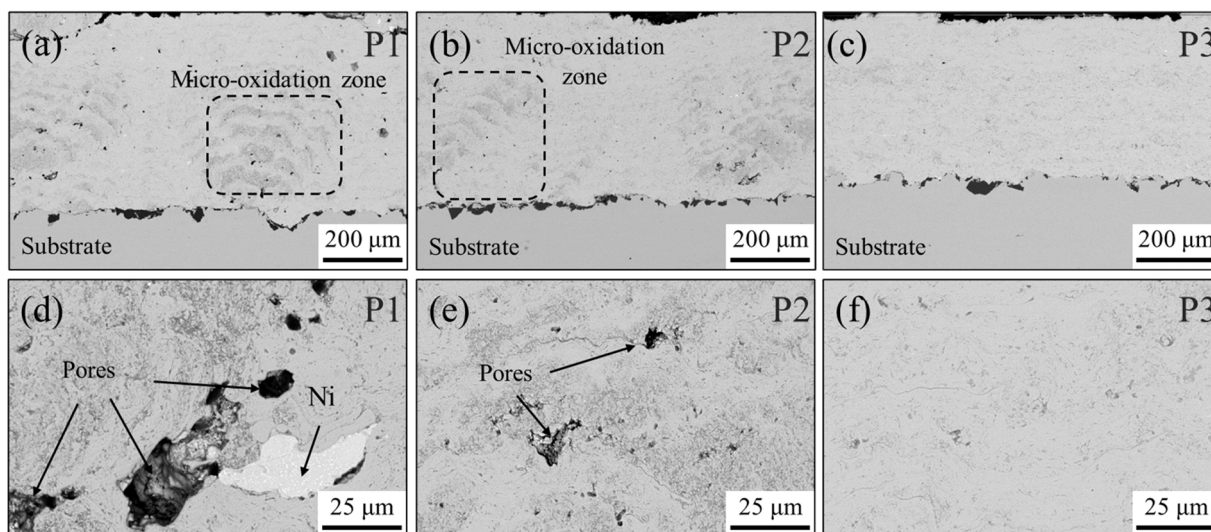 (a) P1
Micro-oxidation zone
Substrate
200 μm
(b) P2
Micro-oxidation
zone
Substrate
200 μm
(c) P3
Substrate
200 μm
(d) P1
Pores
Ni
25 μm
(e) P2
Pores
25 μm
(f) P3
25 μm